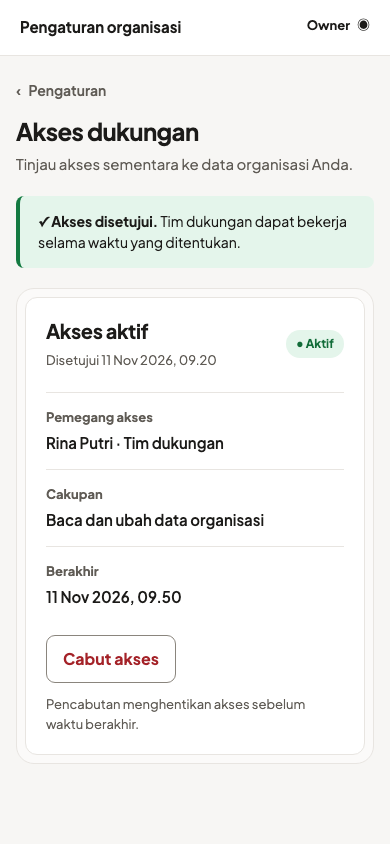 Pengaturan organisasi
Owner ◉
‹ Pengaturan
Akses dukungan
Tinjau akses sementara ke data organisasi Anda.
✓Akses disetujui. Tim dukungan dapat bekerja
selama waktu yang ditentukan.
Akses aktif
Disetujui 11 Nov 2026, 09.20
● Aktif
Pemegang akses
Rina Putri · Tim dukungan
Cakupan
Baca dan ubah data organisasi
Berakhir
11 Nov 2026, 09.50
Cabut akses
Pencabutan menghentikan akses sebelum
waktu berakhir.